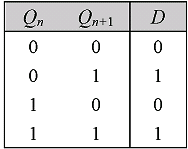 Qn Qn+1 D
0 0 0
0 1 1
1 0 0
1 1 1